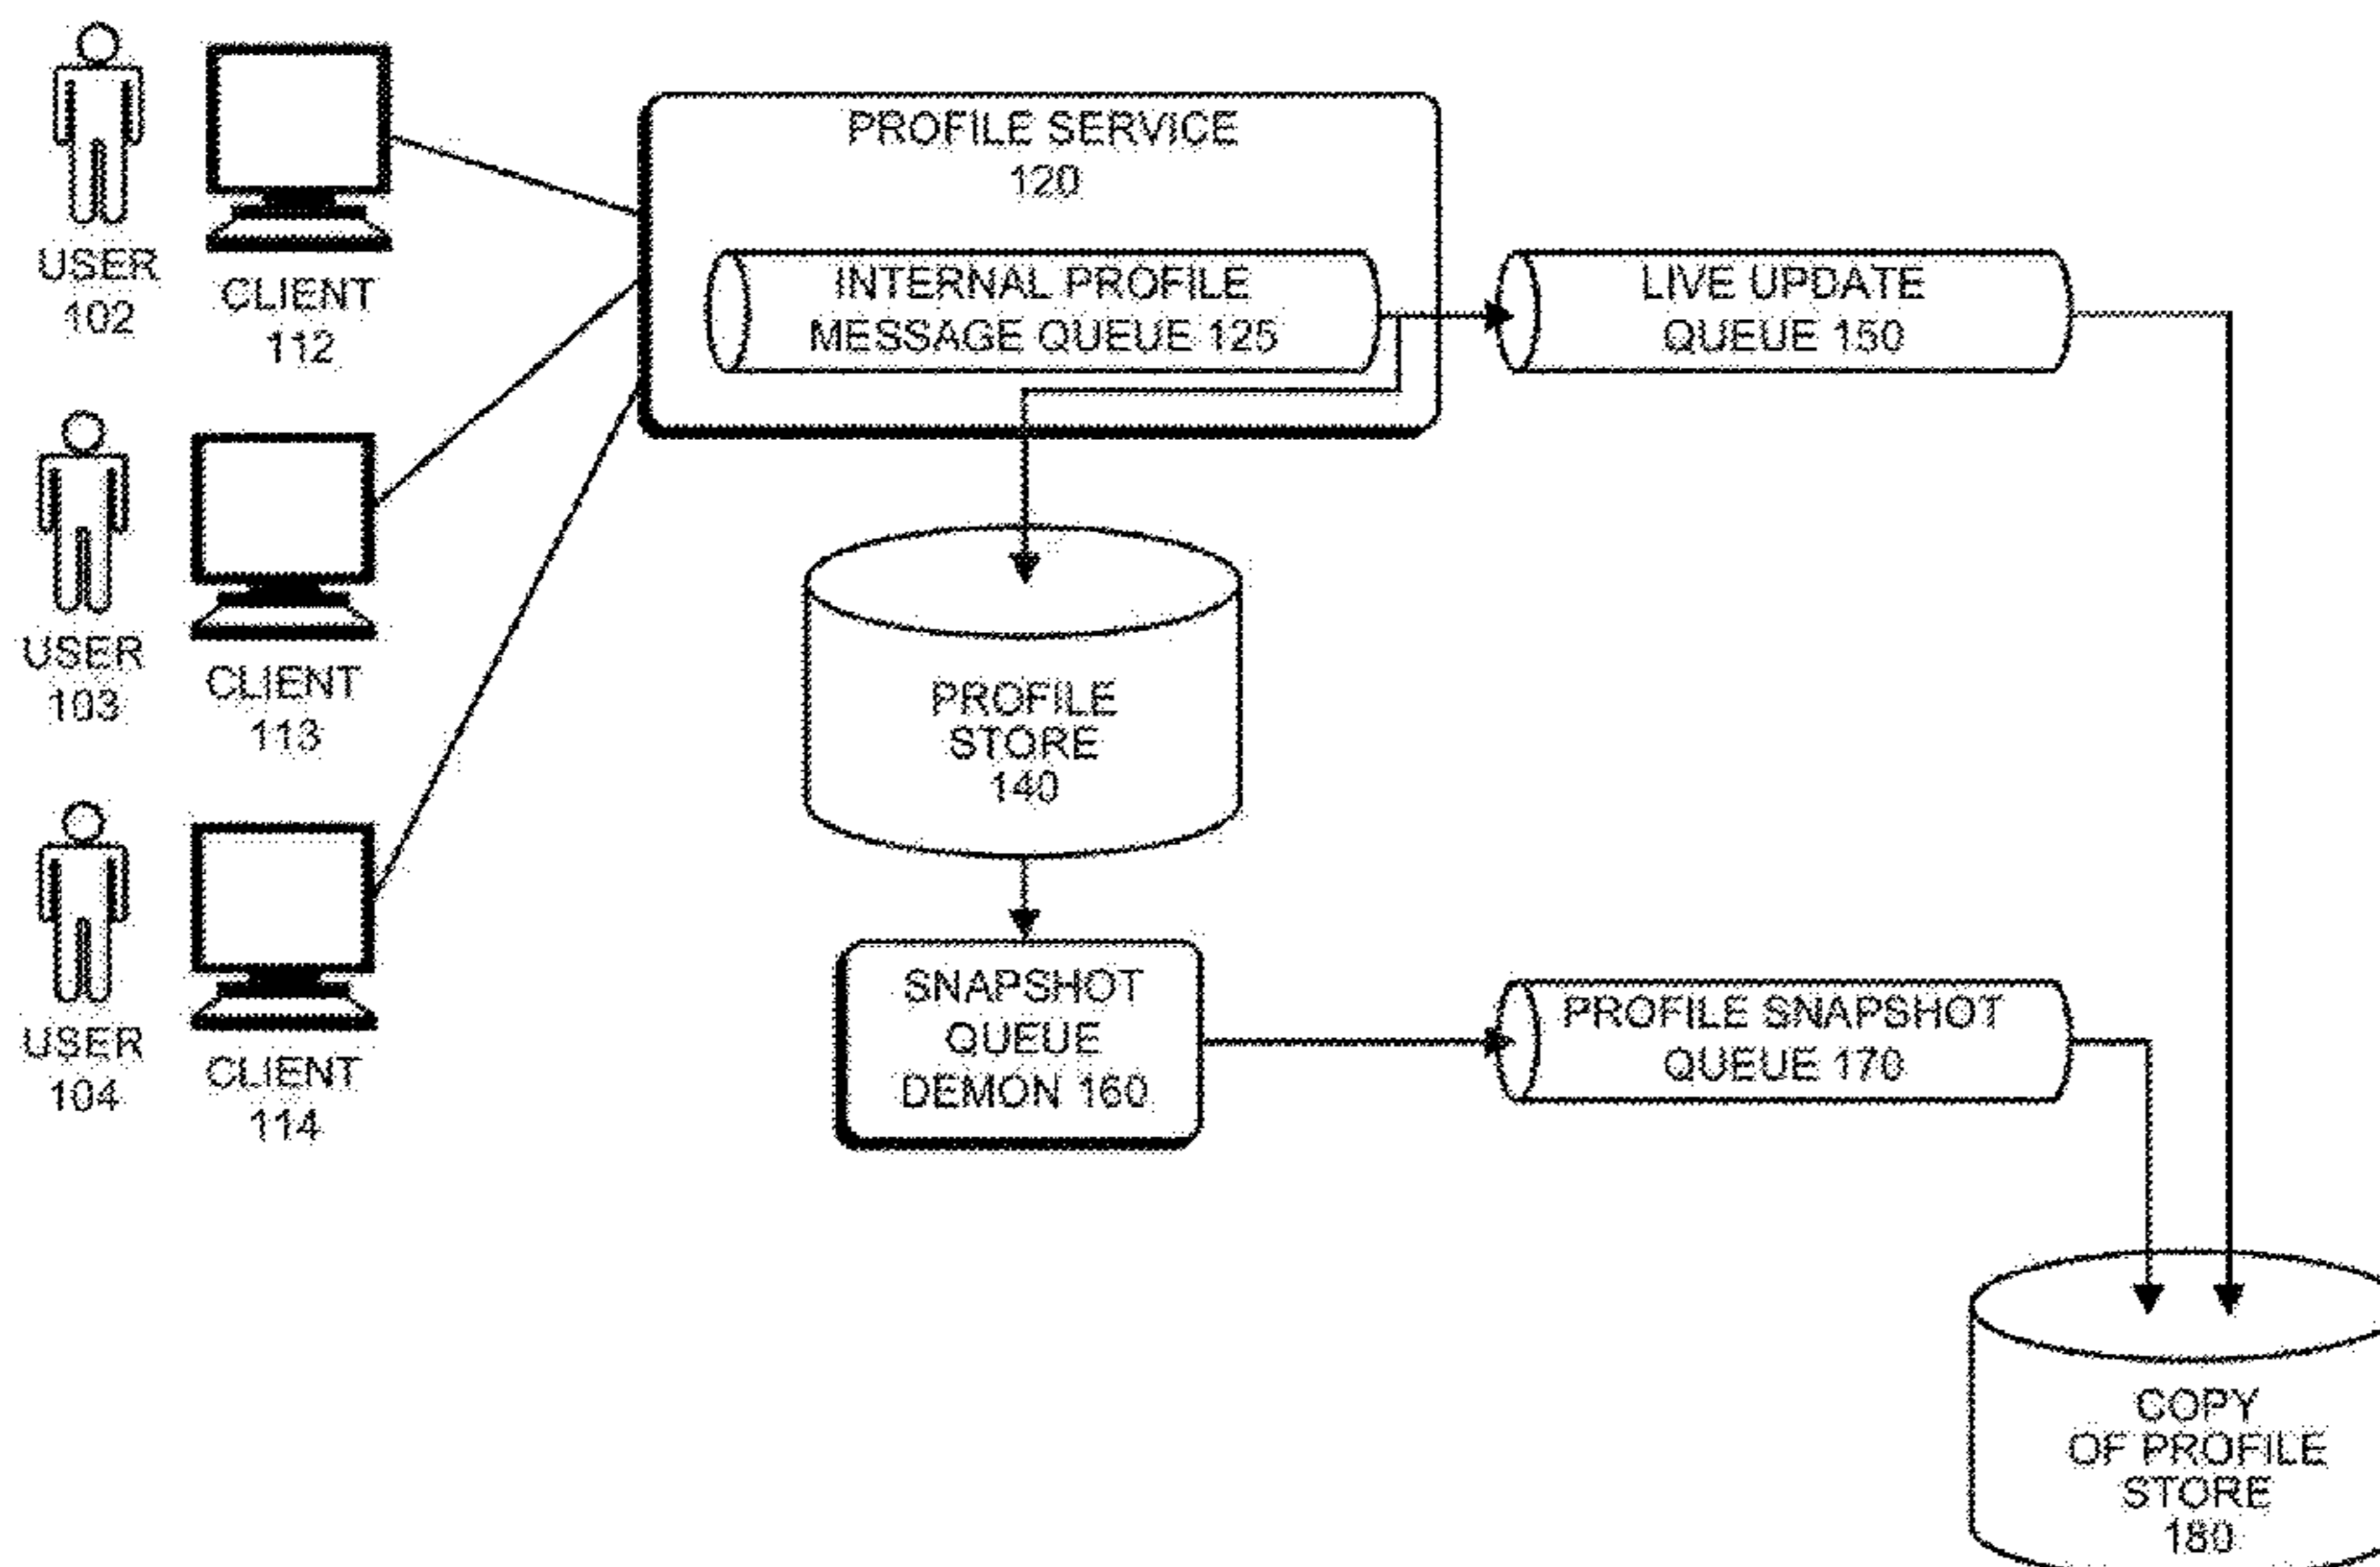 USER
102
CLIENT
112
USER
103
CLIENT
113
USER
104
CLIENT
114
PROFILE SERVICE
120
INTERNAL PROFILE
MESSAGE QUEUE 125
LIVE UPDATE
QUEUE 150
PROFILE
STORE
140
SNAPSHOT
QUEUE
DEMON 160
PROFILE SNAPSHOT
QUEUE 170
COPY
OF PROFILE
STORE
180